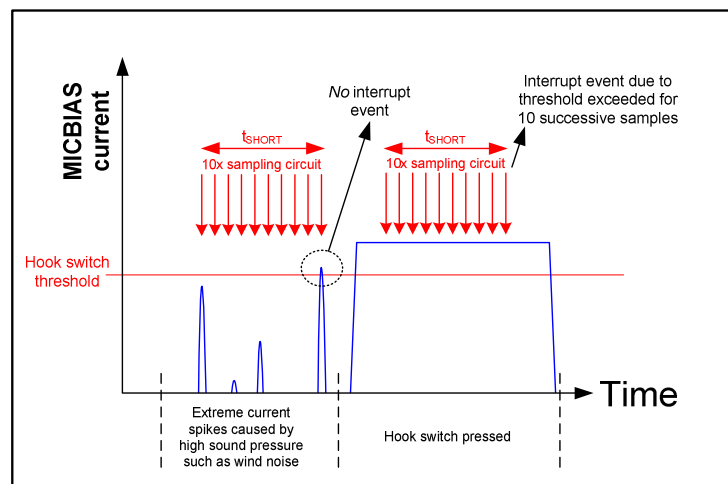 MICBIAS
current
No interrupt
event
Interrupt event due to
threshold exceeded for
10 successive samples
tSHORT
10x sampling circuit
tSHORT
10x sampling circuit
Hook switch
threshold
Time
Extreme current
spikes caused by
high sound pressure
such as wind noise
Hook switch pressed